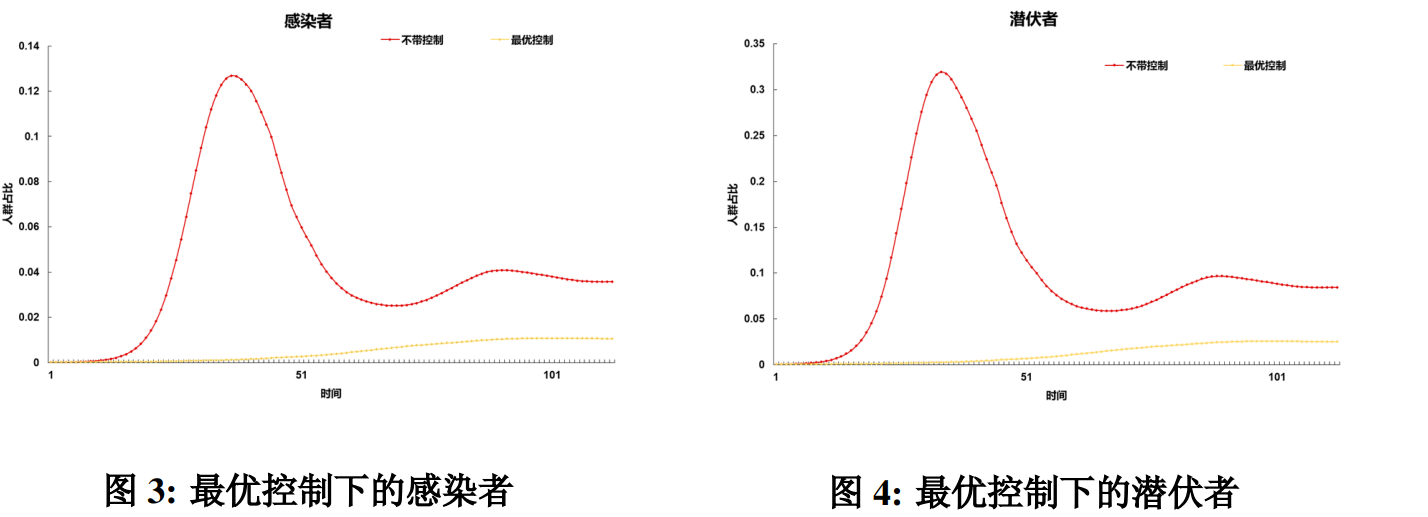 感染者
不带控制 最优控制
0.14
0.12
0.1
0.08
0.06
0.04
0.02
0
人群占比
1 51 101
时间
图 3: 最优控制下的感染者
潜伏者
不带控制 最优控制
0.35
0.3
0.25
0.2
0.15
0.1
0.05
0
人群占比
1 51 101
时间
图 4: 最优控制下的潜伏者